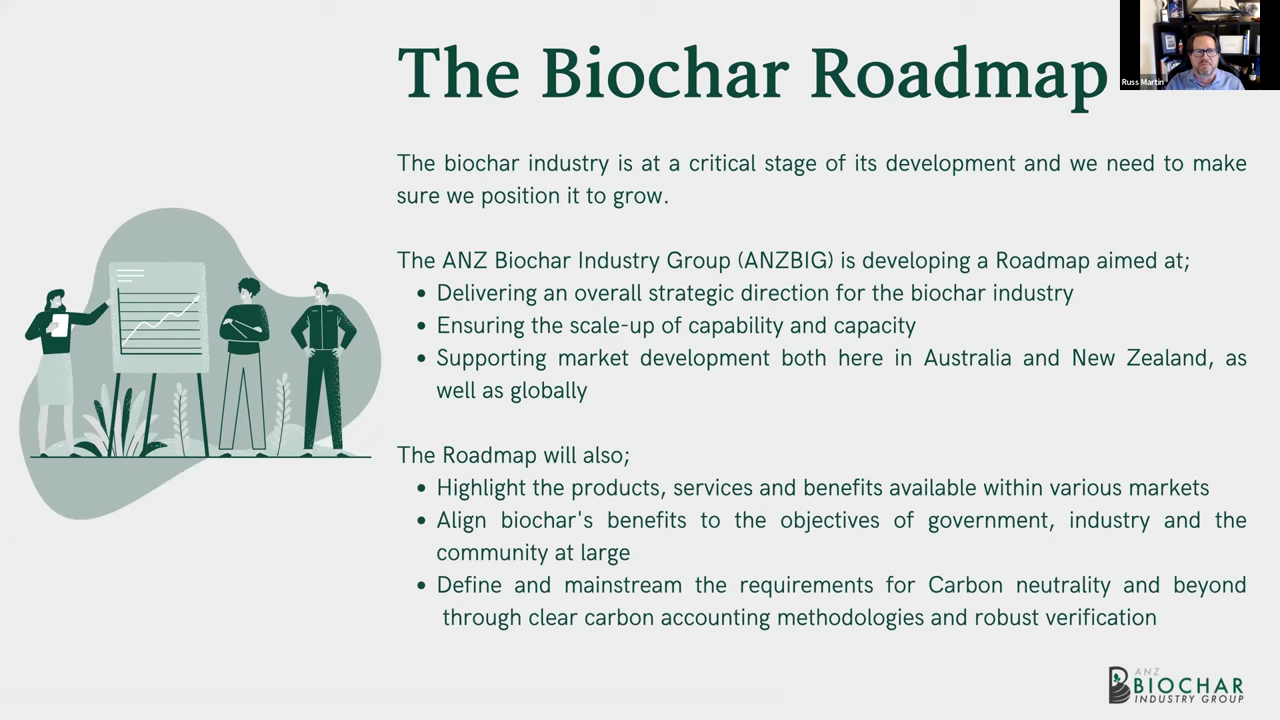 The Biochar Roadmap
Russ Martin
The biochar industry is at a critical stage of its development and we need to make
sure we position it to grow.
The ANZ Biochar Industry Group (ANZBIG) is developing a Roadmap aimed at;
• Delivering an overall strategic direction for the biochar industry
• Ensuring the scale-up of capability and capacity
• Supporting market development both here in Australia and New Zealand, as
well as globally
The Roadmap will also;
• Highlight the products, services and benefits available within various markets
• Align biochar's benefits to the objectives of government, industry and the
community at large
• Define and mainstream the requirements for Carbon neutrality and beyond
through clear carbon accounting methodologies and robust verification
ANZ
BIOCHAR
INDUSTRY GROUP